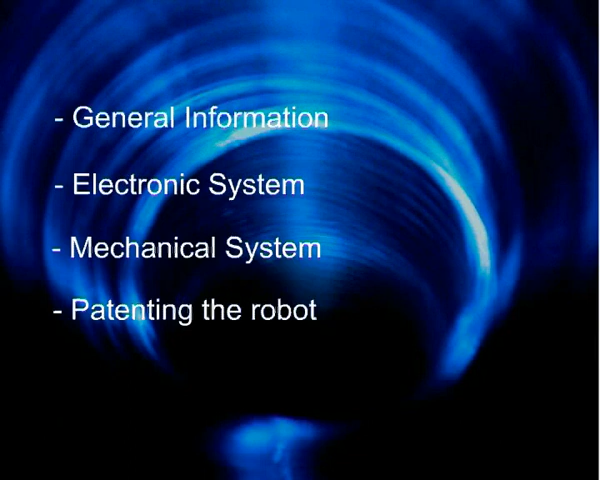 - General Information
- Electronic System
- Mechanical System
- Patenting the robot